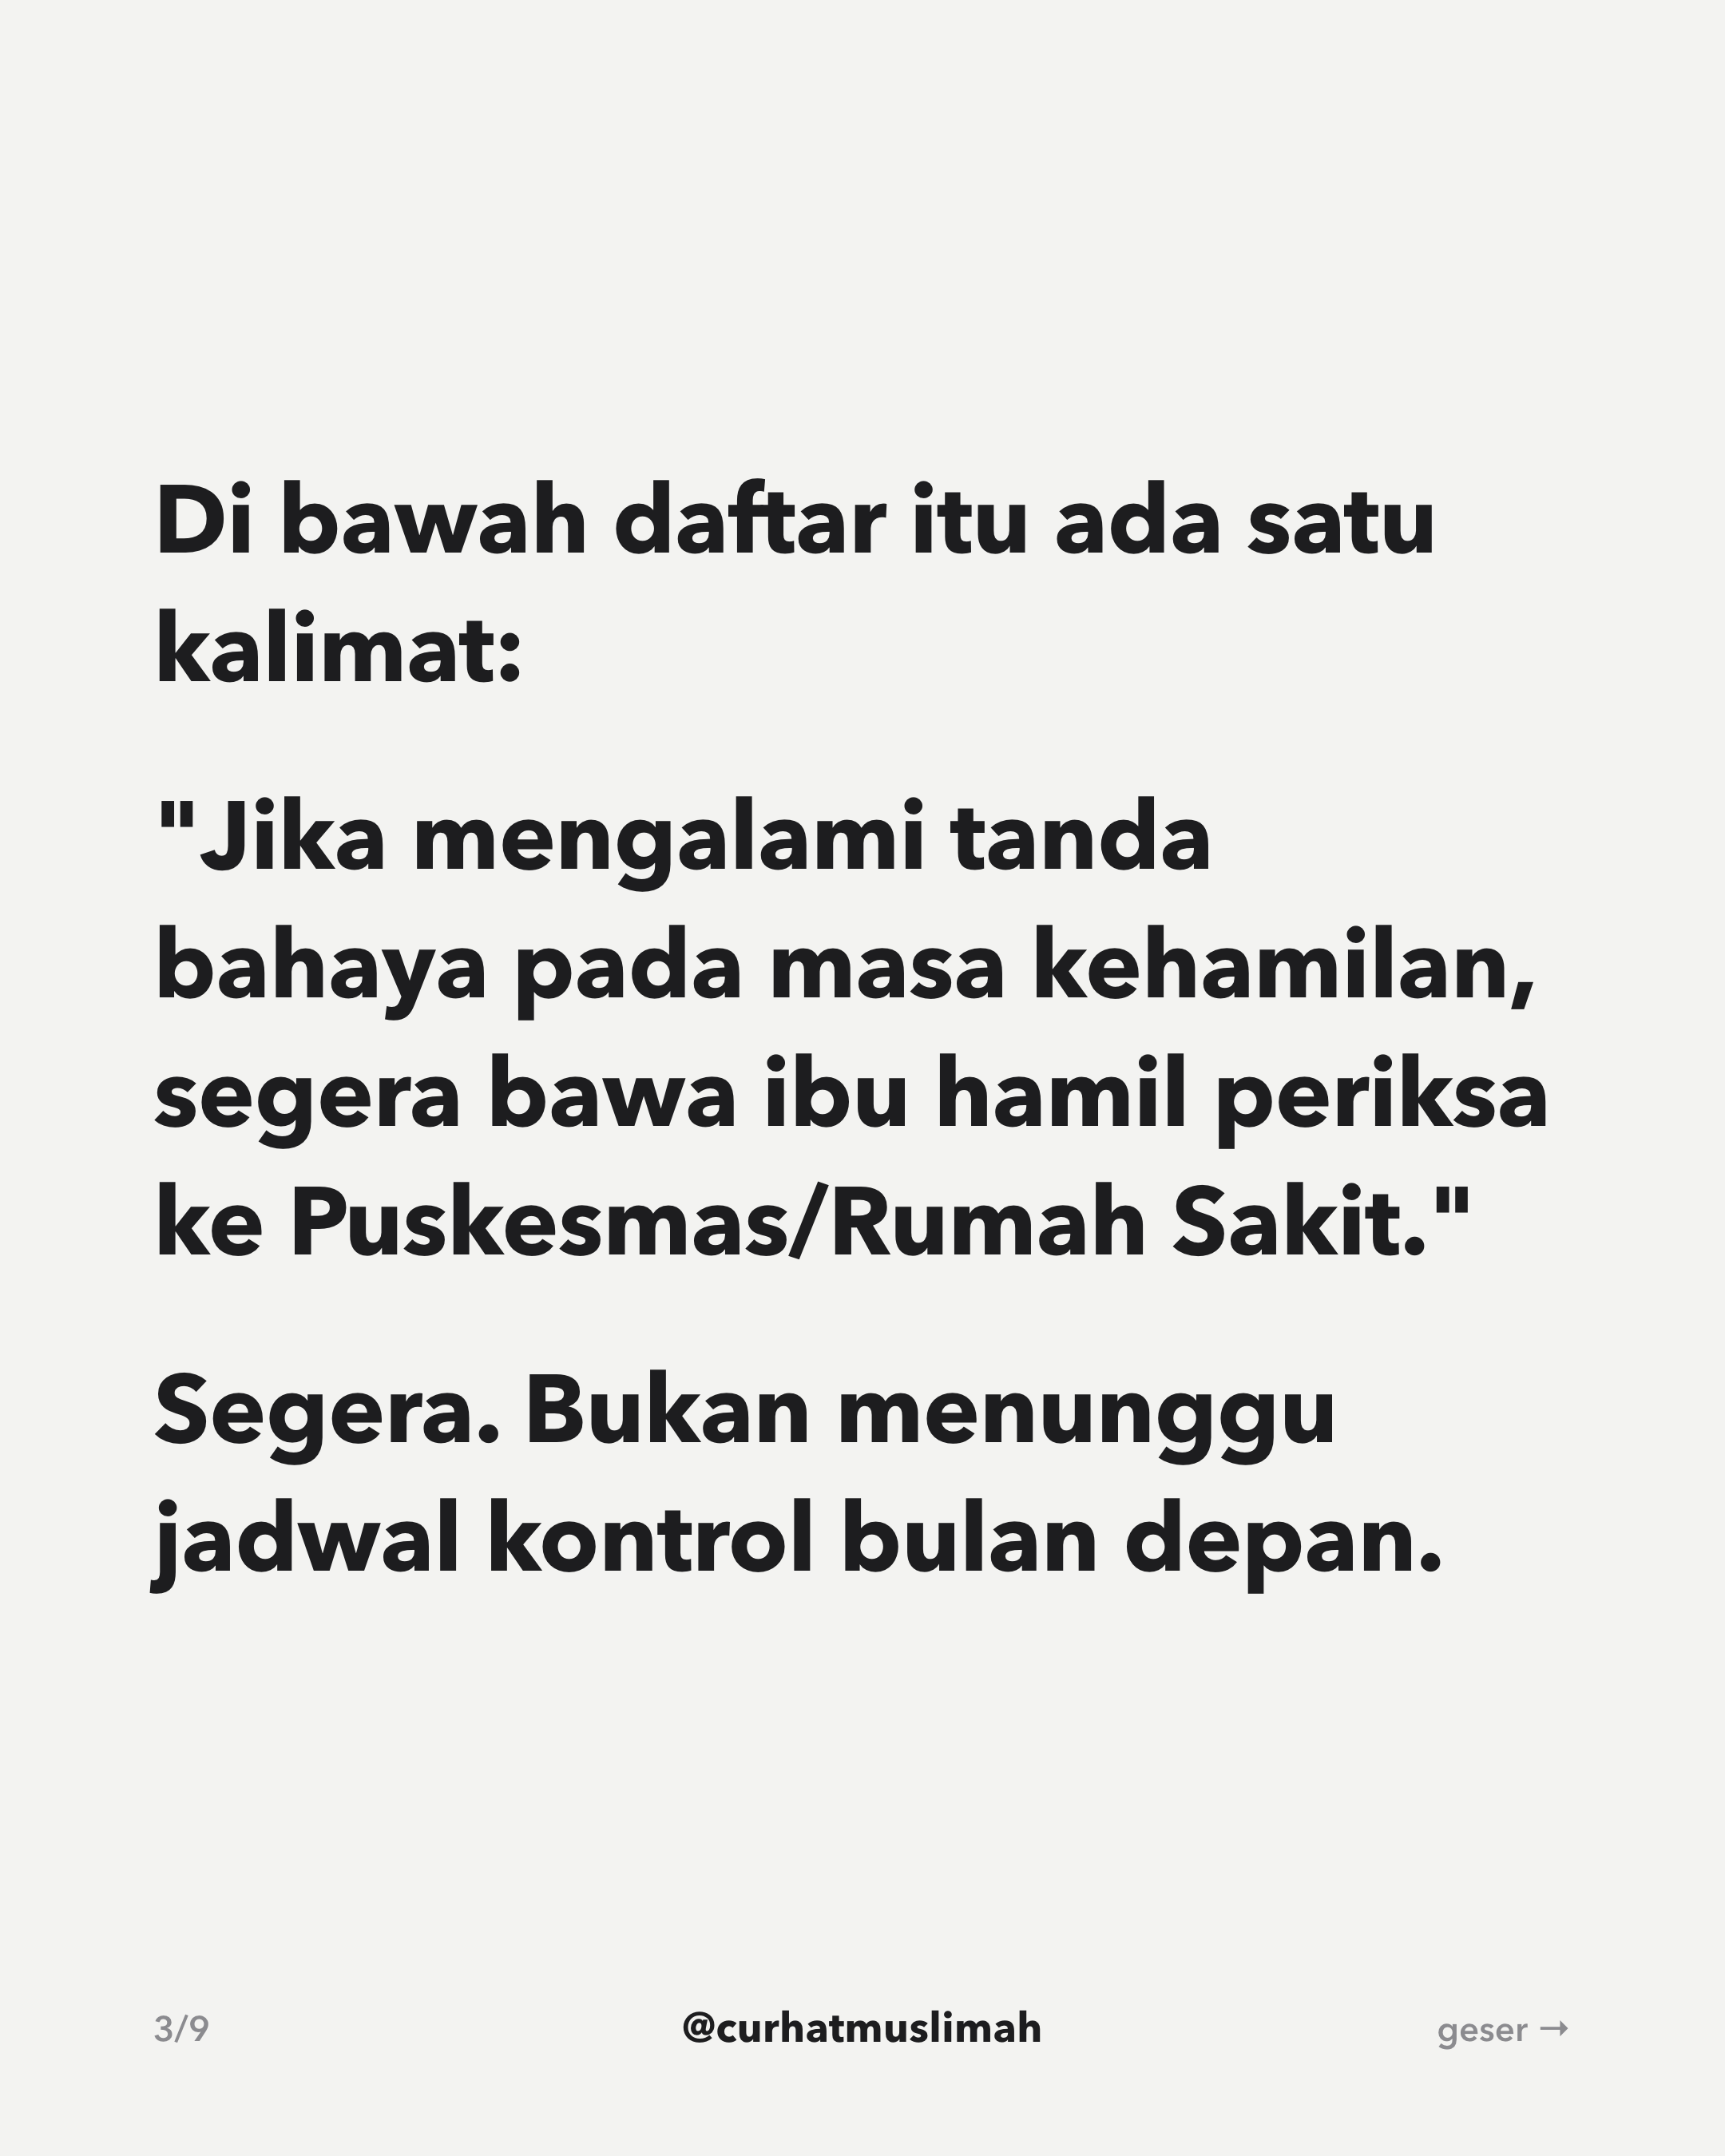 Di bawah daftar itu ada satu
kalimat:
"Jika mengalami tanda
bahaya pada masa kehamilan,
segera bawa ibu hamil periksa
ke Puskesmas/Rumah Sakit."
Segera. Bukan menunggu
jadwal kontrol bulan depan.
3/9
@curhatmuslimah
geser →